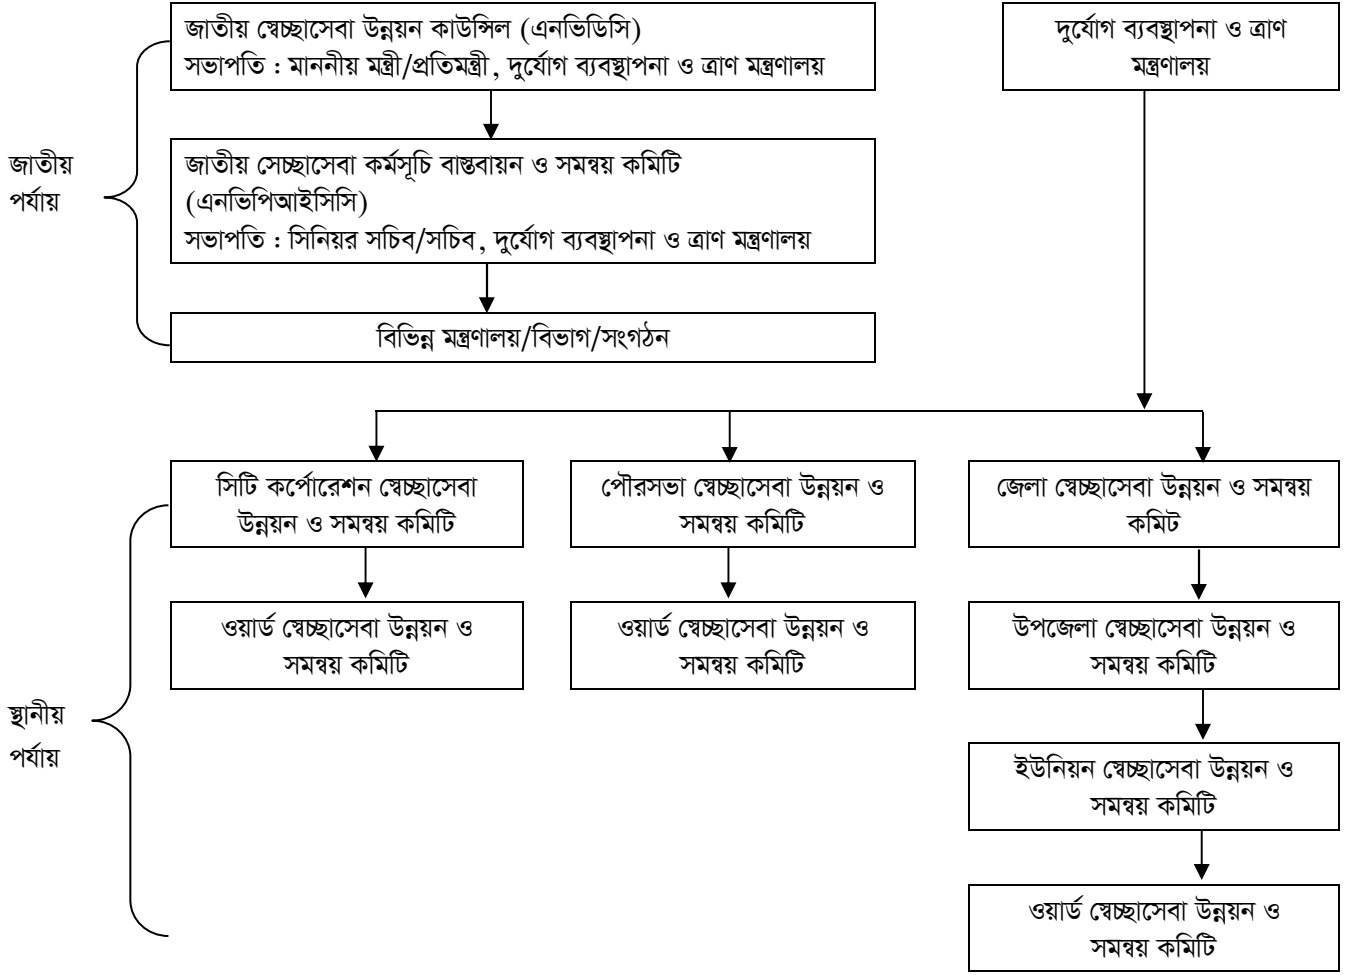 জাতীয় স্বেচ্ছাসেবা উন্নয়ন কাউন্সিল (এনভিডিসি)
সভাপতি : মাননীয় মন্ত্রী/প্রতিমন্ত্রী, দুর্যোগ ব্যবস্থাপনা ও ত্রাণ মন্ত্রণালয়
দুর্যোগ ব্যবস্থাপনা ও ত্রাণ
মন্ত্রণালয়
জাতীয়
পর্যায়
জাতীয় সেচ্ছাসেবা কর্মসূচি বাস্তবায়ন ও সমন্বয় কমিটি
(এনভিপিআইসিসি)
সভাপতি : সিনিয়র সচিব/সচিব, দুর্যোগ ব্যবস্থাপনা ও ত্রাণ মন্ত্রণালয়
বিভিন্ন মন্ত্রণালয়/বিভাগ/সংগঠন
সিটি কর্পোরেশন স্বেচ্ছাসেবা
উন্নয়ন ও সমন্বয় কমিটি
পৌরসভা স্বেচ্ছাসেবা উন্নয়ন ও
সমন্বয় কমিটি
জেলা স্বেচ্ছাসেবা উন্নয়ন ও সমন্বয়
কমিট
ওয়ার্ড স্বেচ্ছাসেবা উন্নয়ন ও
সমন্বয় কমিটি
ওয়ার্ড স্বেচ্ছাসেবা উন্নয়ন ও
সমন্বয় কমিটি
উপজেলা স্বেচ্ছাসেবা উন্নয়ন ও
সমন্বয় কমিটি
স্থানীয়
পর্যায়
ইউনিয়ন স্বেচ্ছাসেবা উন্নয়ন ও
সমন্বয় কমিটি
ওয়ার্ড স্বেচ্ছাসেবা উন্নয়ন ও
সমন্বয় কমিটি